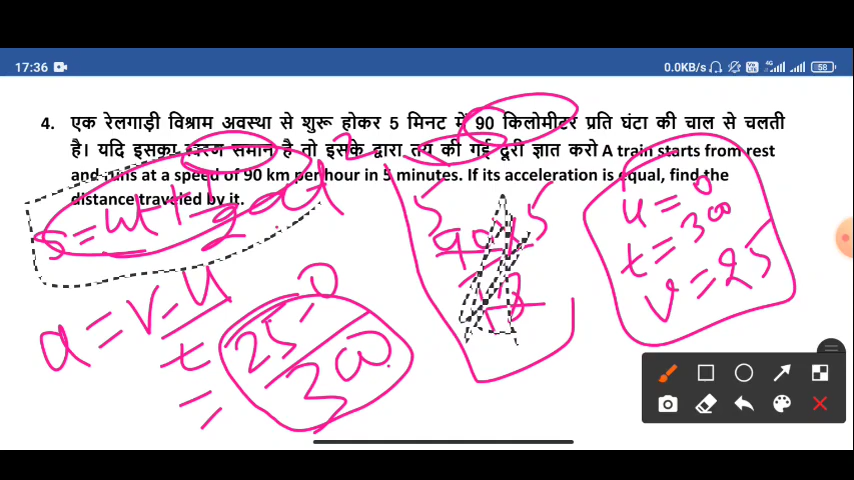 17:36 0.0KB/s 58
4. एक रेलगाड़ी विश्राम अवस्था से शुरू होकर 5 मिनट में 90 किलोमीटर प्रति घंटा की चाल से चलती
है। यदि इसका त्वरण समान है तो इसके द्वारा तय की गई दूरी ज्ञात करो A train starts from rest
and runs at a speed of 90 km per hour in 5 minutes. If its acceleration is equal, find the
distance traveled by it.
u = 0
t = 300
v = 25
a = v - u
t
=
25 - 0
300